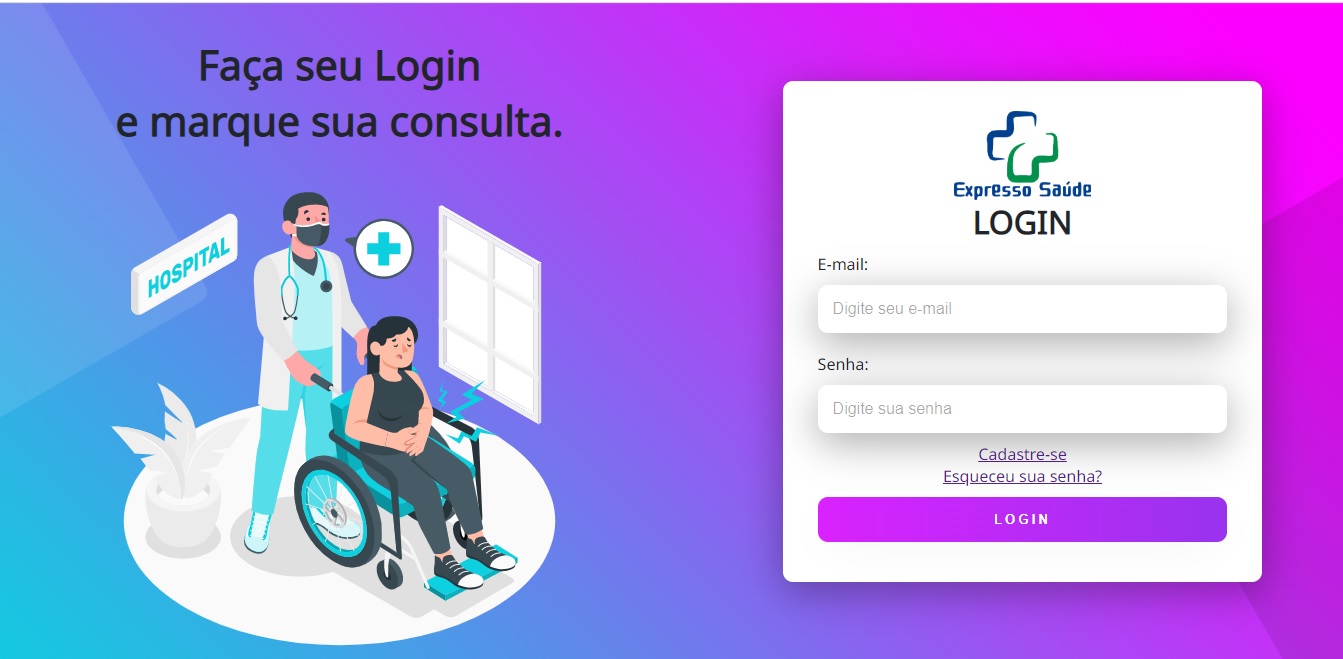 Faça seu Login
e marque sua consulta.
HOSPITAL
Expresso Saúde
LOGIN
E-mail:
Digite seu e-mail
Senha:
Digite sua senha
Cadastre-se
Esqueceu sua senha?
LOGIN